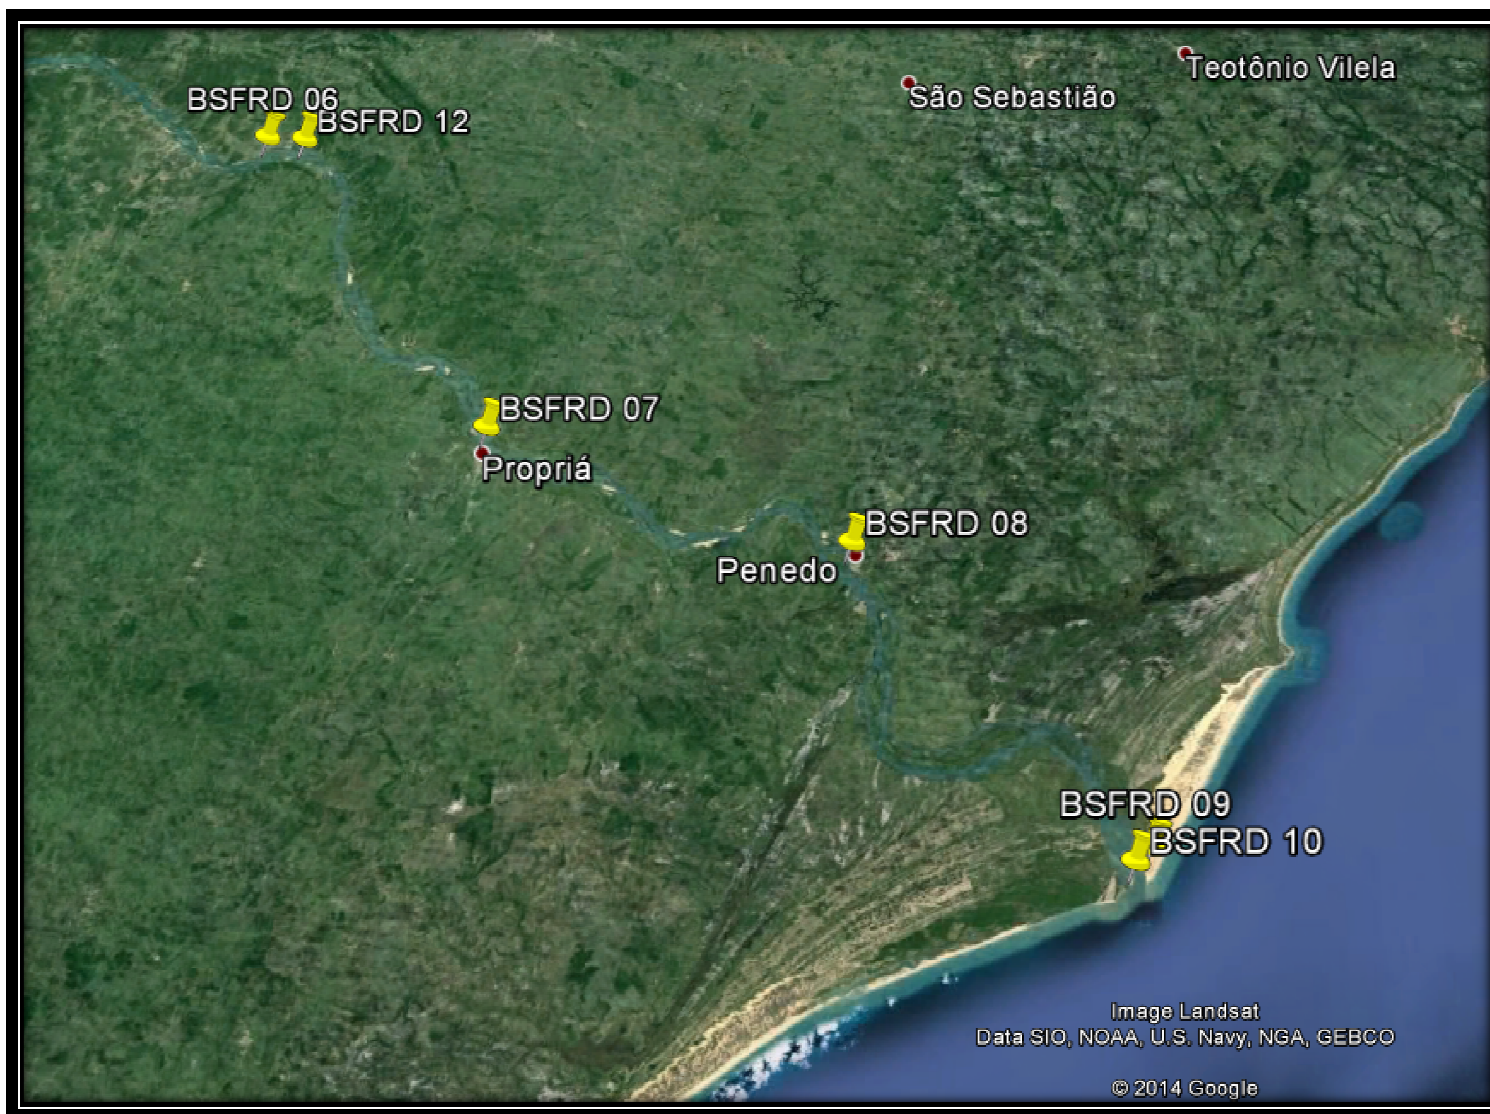 Teotônio Vilela
São Sebastião
BSFRD 06
BSFRD 12
BSFRD 07
Propriá
BSFRD 08
Penedo
BSFRD 09
BSFRD 10
Image Landsat
Data SIO, NOAA, U.S. Navy, NGA, GEBCO
© 2014 Google